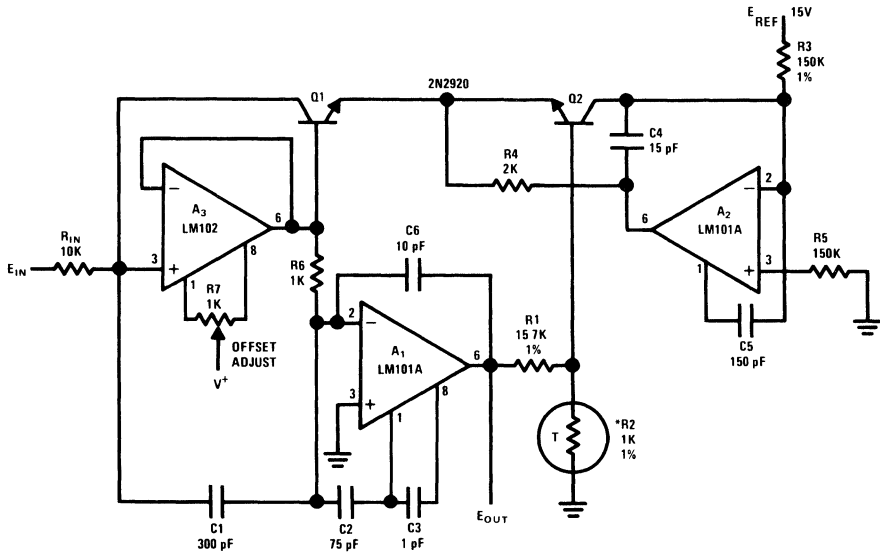 E REF 15V
R3
150K
1%
Q1
2N2920
Q2
C4
15 pF
R4
2K
A3
LM102
6
8
3
1
RIN
10K
EIN
R7
1K
OFFSET
ADJUST
V+
R6
1K
C6
10 pF
A2
LM101A
2
3
6
1
R5
150K
C5
150 pF
A1
LM101A
2
3
6
8
1
R1
15 7K
1%
T
*R2
1K
1%
EOUT
C1
300 pF
C2
75 pF
C3
1 pF
−
+
−
+
−
+